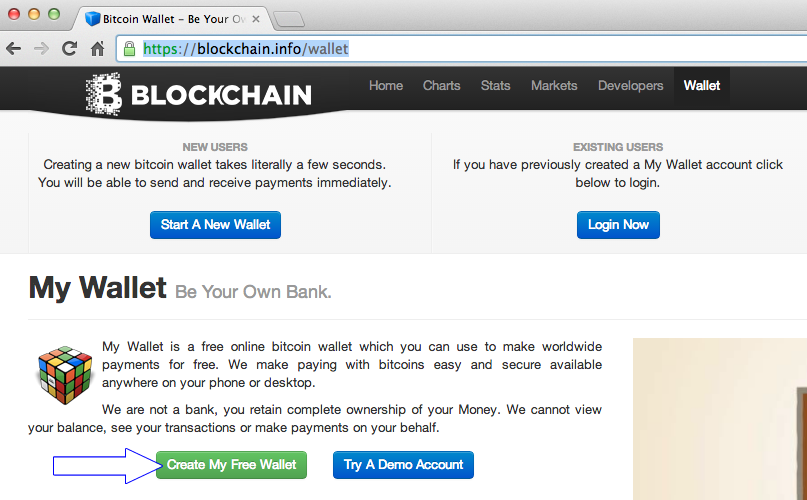 Bitcoin Wallet – Be Your Ow
https://blockchain.info/wallet
BLOCKCHAIN
Home Charts Stats Markets Developers Wallet
NEW USERS
Creating a new bitcoin wallet takes literally a few seconds.
You will be able to send and receive payments immediately.
Start A New Wallet
EXISTING USERS
If you have previously created a My Wallet account click
below to login.
Login Now
My Wallet Be Your Own Bank.
My Wallet is a free online bitcoin wallet which you can use to make worldwide
payments for free. We make paying with bitcoins easy and secure available
anywhere on your phone or desktop.
We are not a bank, you retain complete ownership of your Money. We cannot view
your balance, see your transactions or make payments on your behalf.
Create My Free Wallet Try A Demo Account